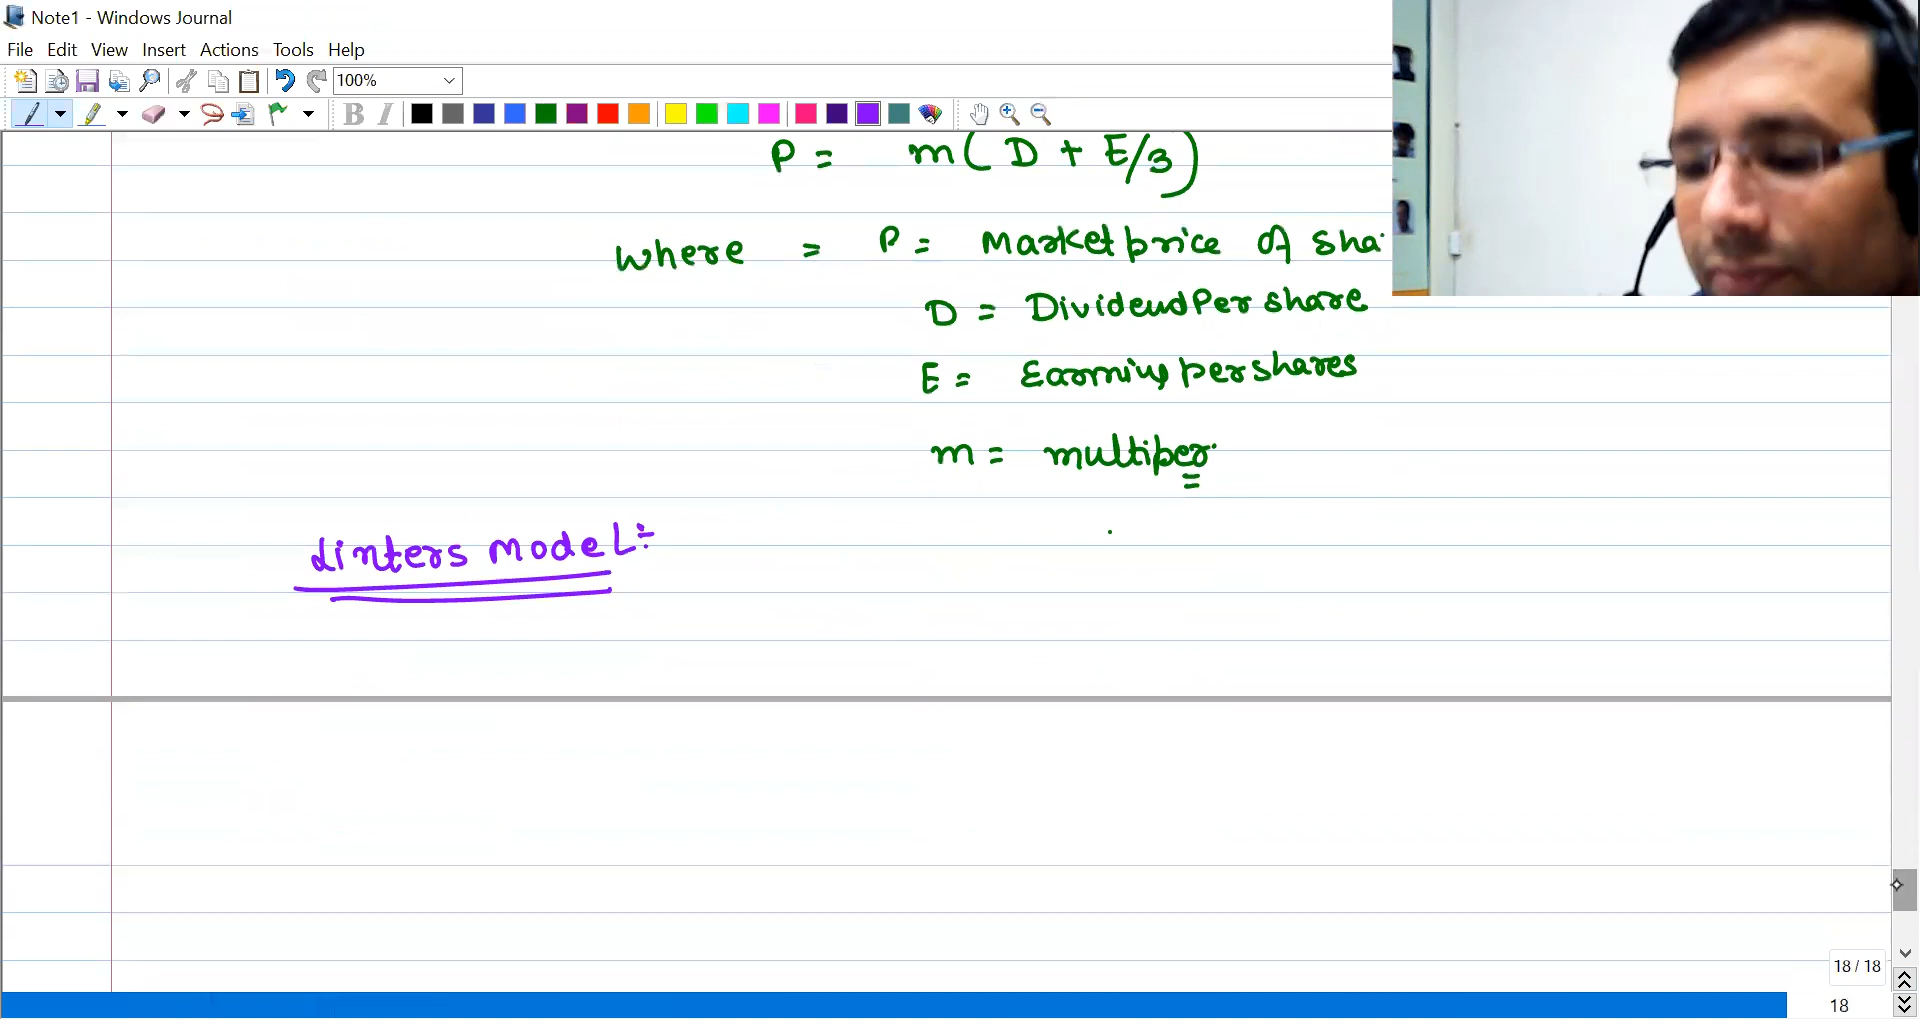 Note1 - Windows Journal
File Edit View Insert Actions Tools Help
100%
B I
P = m( D + E/3)
where = P = Market price of sha
D = Dividend Per share
E = Earning per shares
m = multiper
Linters model:-
18 / 18
18